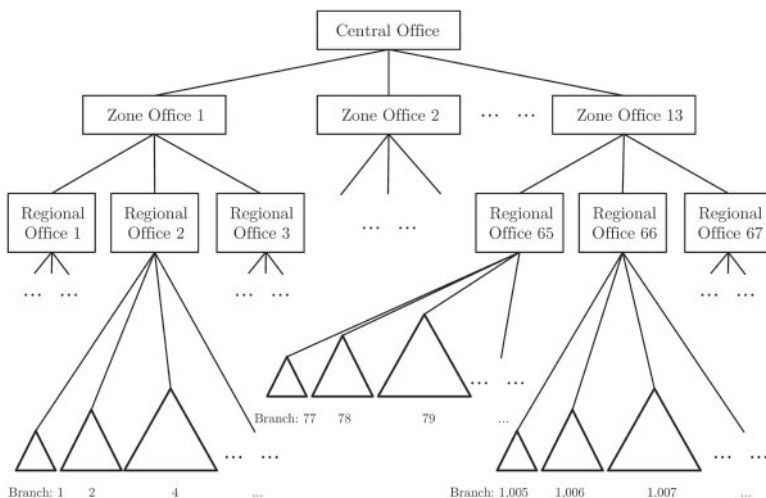 Central Office
Zone Office 1
Zone Office 2
... ...
Zone Office 13
Regional
Office 1
Regional
Office 2
Regional
Office 3
... ...
Regional
Office 65
Regional
Office 66
Regional
Office 67
... ...
... ...
... ...
... ...
Branch: 77 78 79 ...
... ...
... ...
Branch: 1 2 4 ...
Branch: 1,005 1,006 1,007 ...